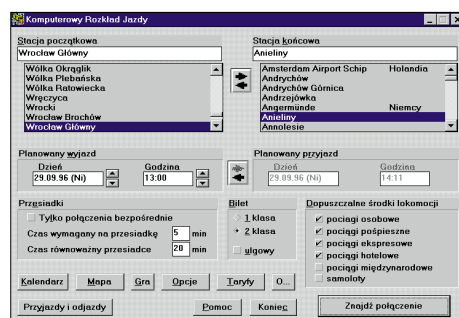 Komputerowy Rozkład Jazdy
Stacja początkowa
Wrocław Główny
Wólka Okrąglik
Wólka Plebańska
Wólka Ratowiecka
Wręczyca
Wrocki
Wrocław Brochów
Wrocław Główny
Stacja końcowa
Anieliny
Amsterdam Airport Schip Holandia
Andrychów
Andrychów Górnica
Andrzejówka
Angermünde Niemcy
Anieliny
Annolesie
Planowany wyjazd
Dzień Godzina
29.09.96 (Ni) 13:00
Planowany przyjazd
Dzień Godzina
29.09.96 (Ni) 14:11
Przesiadki
Tylko połączenia bezpośrednie
Czas wymagany na przesiadkę 5 min
Czas równoważny przesiadce 20 min
Bilet
1 klasa
2 klasa
ulgowy
Dopuszczalne środki lokomocji
pociągi osobowe
pociągi pośpieszne
pociągi ekspresowe
pociągi hotelowe
pociągi międzynarodowe
samoloty
Kalendarz Mapa Gra Opcje Taryfy O...
Przyjazdy i odjazdy Pomoc Koniec Znajdź połączenie